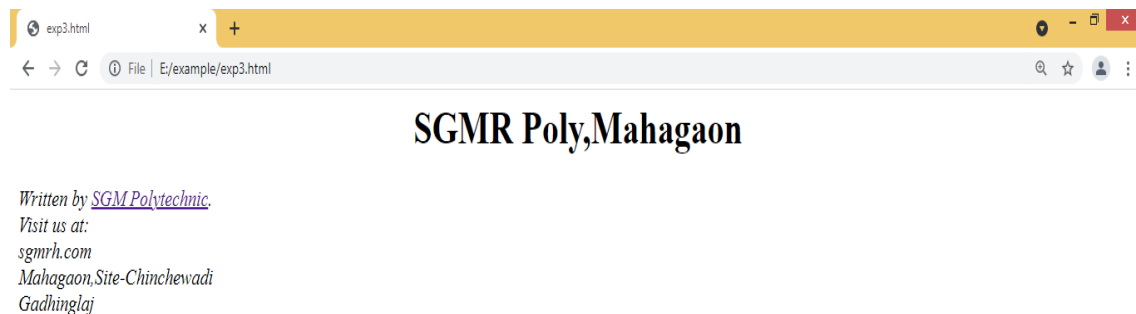 exp3.html
File | E:/example/exp3.html
SGMR Poly,Mahagaon
Written by SGM Polytechnic.
Visit us at:
sgmrh.com
Mahagaon,Site-Chinchewadi
Gadhinglaj